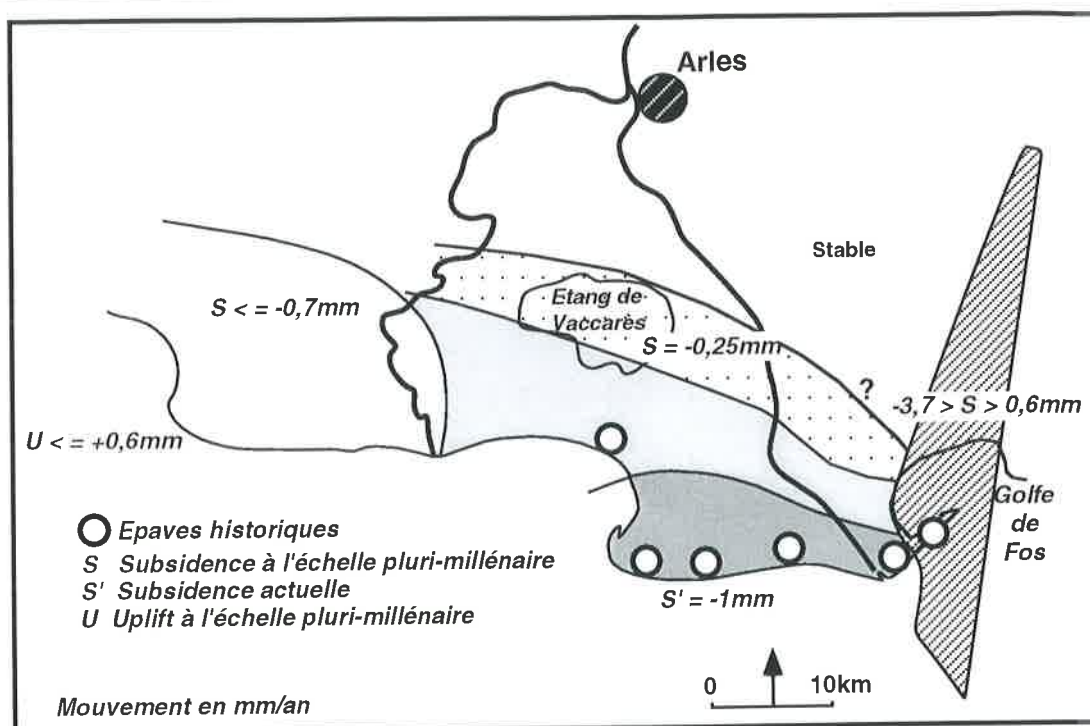 Arles
Stable
Etang de
Vaccarès
S < = -0,7mm
S = -0,25mm
?
-3,7 > S > 0,6mm
U < = +0,6mm
Golfe
de
Fos
Epaves historiques
S Subsidence à l'échelle pluri-millénaire
S' Subsidence actuelle
U Uplift à l'échelle pluri-millénaire
S' = -1mm
0 10km
Mouvement en mm/an